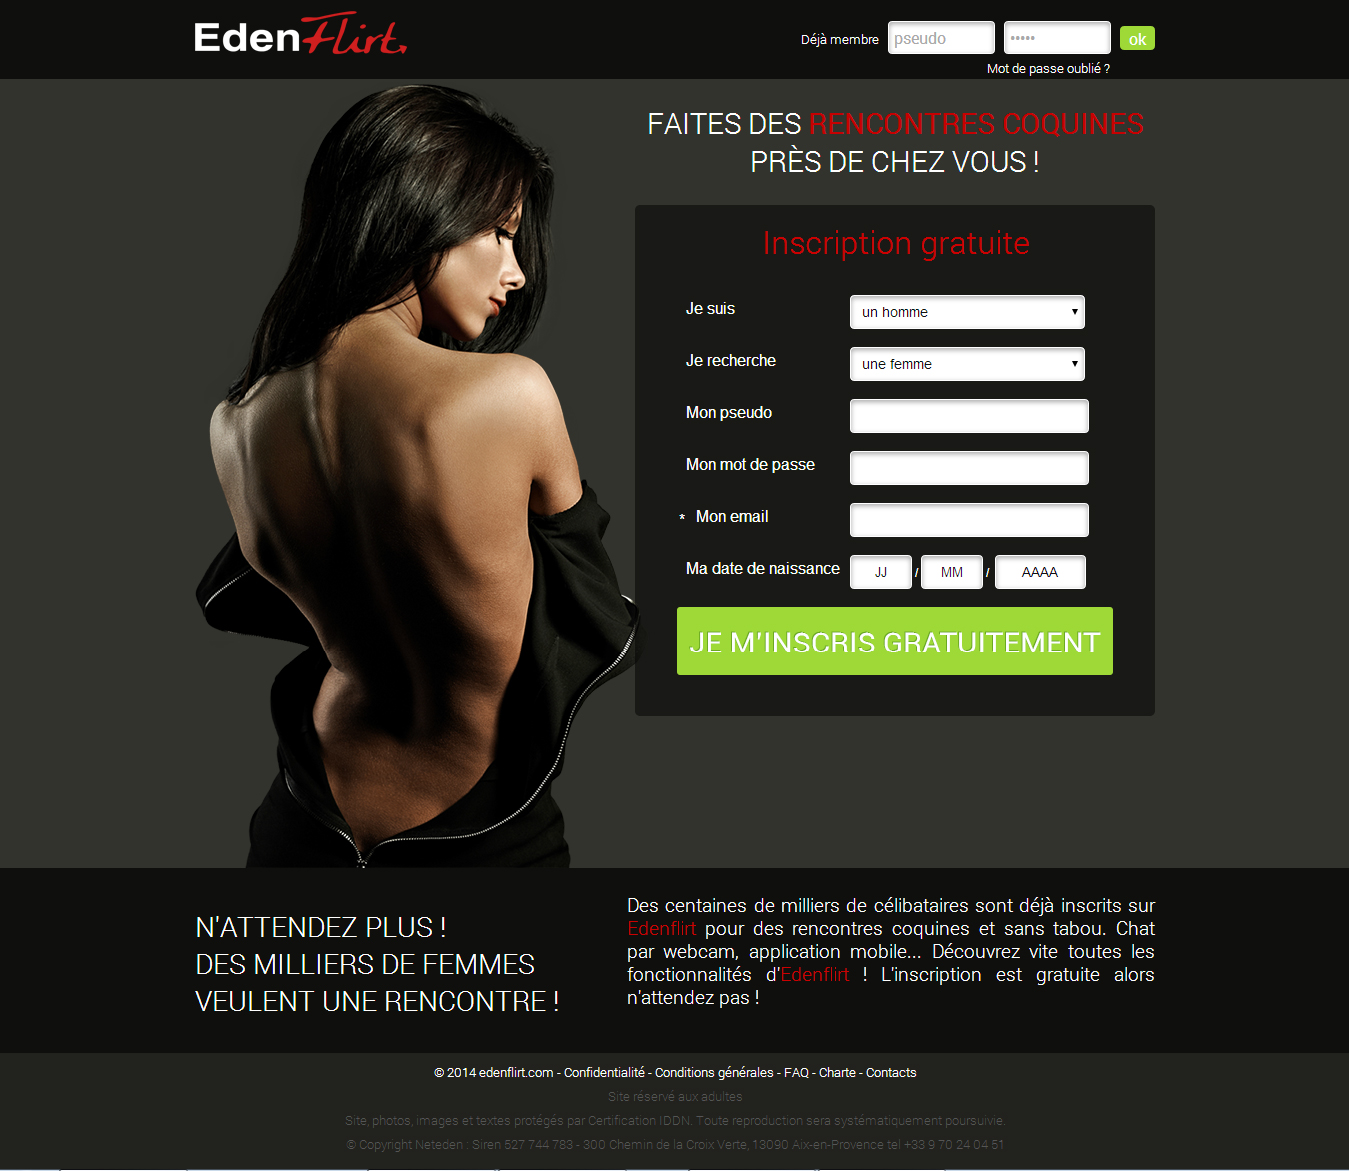 EdenFlirt.
Déjà membre pseudo ••••• ok
Mot de passe oublié ?
FAITES DES RENCONTRES COQUINES
PRÈS DE CHEZ VOUS !
Inscription gratuite
Je suis un homme
Je recherche une femme
Mon pseudo
Mon mot de passe
* Mon email
Ma date de naissance JJ / MM / AAAA
JE M'INSCRIS GRATUITEMENT
N'ATTENDEZ PLUS !
DES MILLIERS DE FEMMES
VEULENT UNE RENCONTRE !
Des centaines de milliers de célibataires sont déjà inscrits sur
Edenflirt pour des rencontres coquines et sans tabou. Chat
par webcam, application mobile... Découvrez vite toutes les
fonctionnalités d'Edenflirt ! L'inscription est gratuite alors
n'attendez pas !
© 2014 edenflirt.com - Confidentialité - Conditions générales - FAQ - Charte - Contacts
Site réservé aux adultes
Site, photos, images et textes protégés par Certification IDDN. Toute reproduction sera systématiquement poursuivie.
© Copyright Neteden : Siren 527 744 783 - 300 Chemin de la Croix Verte, 13090 Aix-en-Provence tel +33 9 70 24 04 51